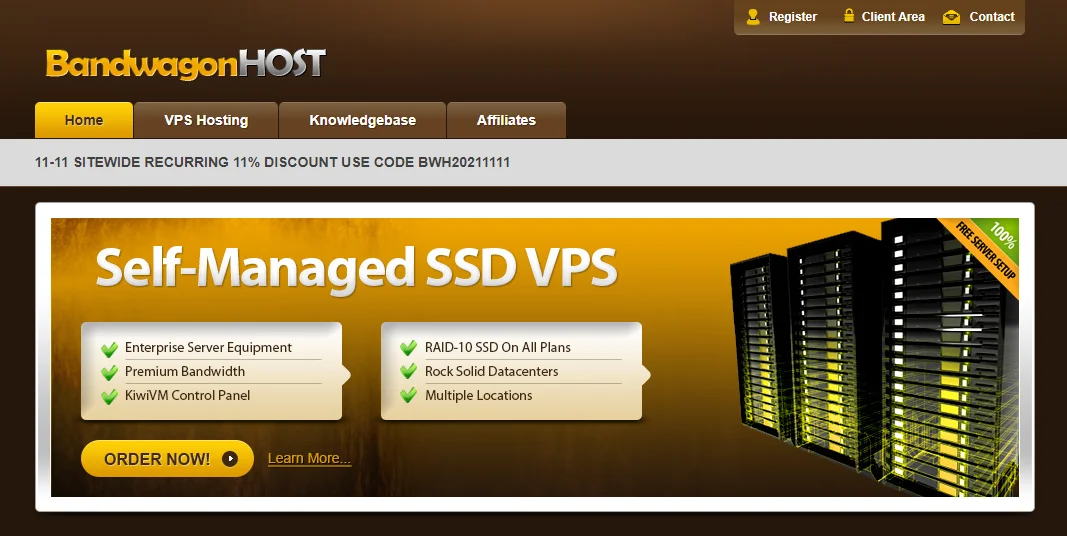 Register Client Area Contact
BandwagonHOST
Home VPS Hosting Knowledgebase Affiliates
11-11 SITEWIDE RECURRING 11% DISCOUNT USE CODE BWH20211111
Self-Managed SSD VPS
100%
FREE SERVER SETUP
Enterprise Server Equipment
Premium Bandwidth
KiwiVM Control Panel
RAID-10 SSD On All Plans
Rock Solid Datacenters
Multiple Locations
ORDER NOW!
Learn More...